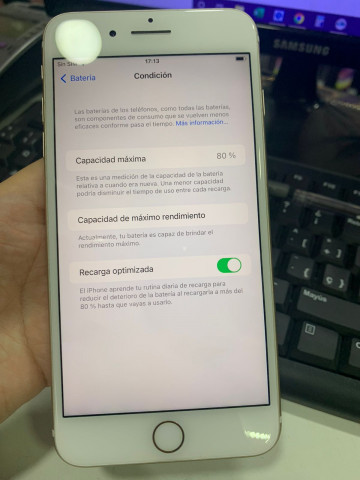 Sin SIM
17:13
Batería
Condición
Las baterías de los teléfonos, como todas las baterías,
son componentes de consumo que se vuelven menos
eficaces conforme pasa el tiempo. Más información...
Capacidad máxima
80 %
Esta es una medición de la capacidad de la batería
relativa a cuando era nueva. Una menor capacidad
podría disminuir el tiempo de uso entre cada recarga.
Capacidad de máximo rendimiento
Actualmente, tu batería es capaz de brindar el
rendimiento máximo.
Recarga optimizada
El iPhone aprende tu rutina diaria de recarga para
reducir el deterioro de la batería al recargarla a más del
80 % hasta que vayas a usarlo.
SAMSUNG
Mayús